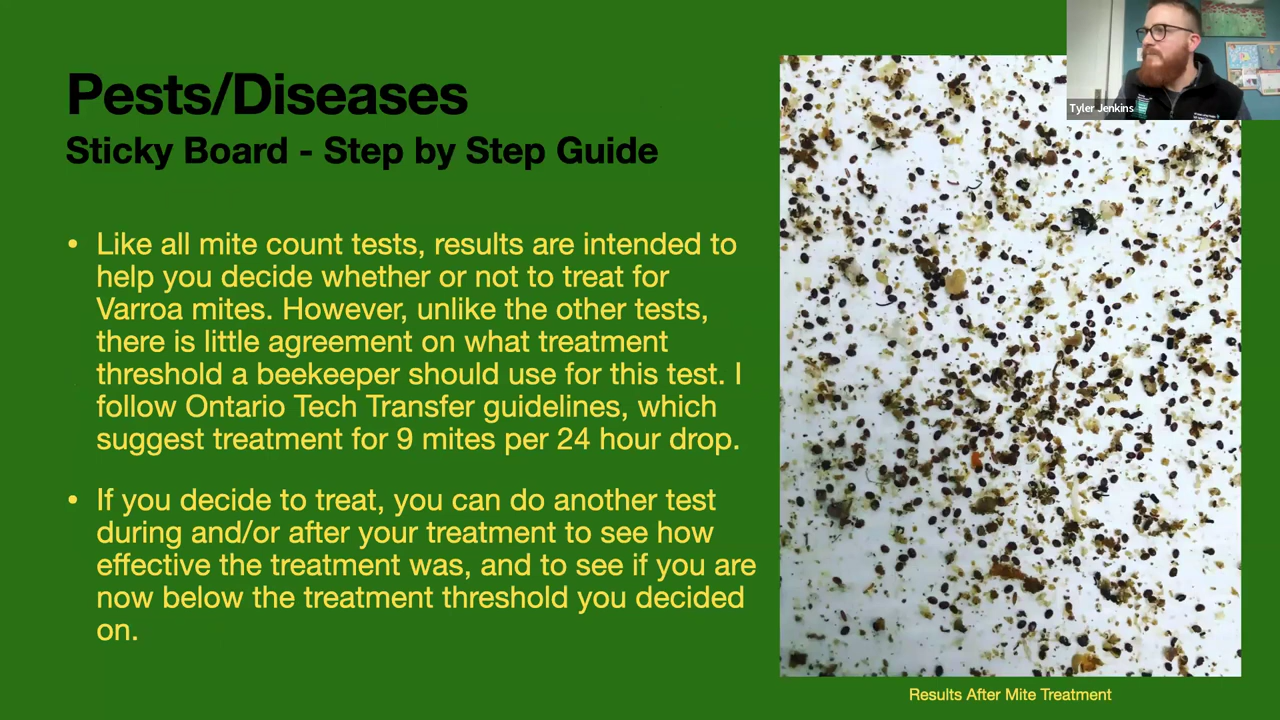 Pests/Diseases
Sticky Board - Step by Step Guide
• Like all mite count tests, results are intended to
help you decide whether or not to treat for
Varroa mites. However, unlike the other tests,
there is little agreement on what treatment
threshold a beekeeper should use for this test. I
follow Ontario Tech Transfer guidelines, which
suggest treatment for 9 mites per 24 hour drop.
• If you decide to treat, you can do another test
during and/or after your treatment to see how
effective the treatment was, and to see if you are
now below the treatment threshold you decided
on.
Tyler Jenkins
Results After Mite Treatment